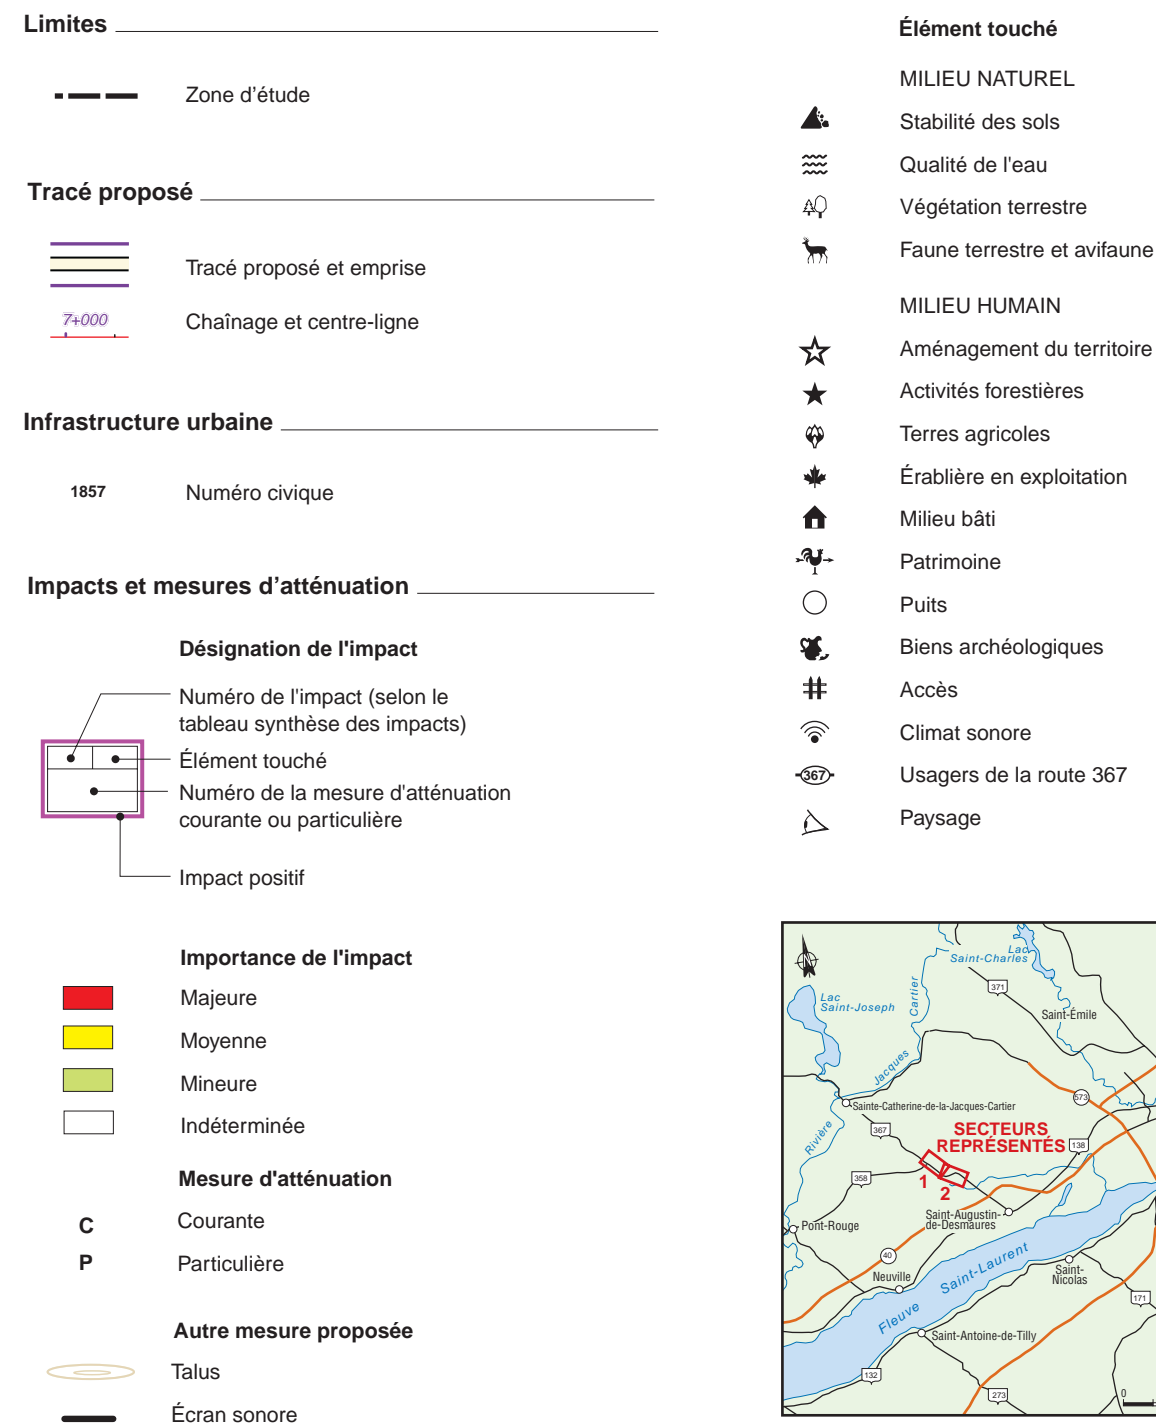 Limites
Zone d'étude
Tracé proposé
Tracé proposé et emprise
7+000
Chaînage et centre-ligne
Infrastructure urbaine
1857
Numéro civique
Impacts et mesures d'atténuation
Désignation de l'impact
Numéro de l'impact (selon le
tableau synthèse des impacts)
Élément touché
Numéro de la mesure d'atténuation
courante ou particulière
Impact positif
Importance de l'impact
Majeure
Moyenne
Mineure
Indéterminée
Mesure d'atténuation
C
Courante
P
Particulière
Autre mesure proposée
Talus
Écran sonore
Élément touché
MILIEU NATUREL
Stabilité des sols
Qualité de l'eau
Végétation terrestre
Faune terrestre et avifaune
MILIEU HUMAIN
Aménagement du territoire
Activités forestières
Terres agricoles
Érablière en exploitation
Milieu bâti
Patrimoine
Puits
Biens archéologiques
Accès
Climat sonore
367
Usagers de la route 367
Paysage
Lac
Saint-Charles
371
Lac
Saint-Joseph
Cartier
Saint-Émile
Jacques
573
Sainte-Catherine-de-la-Jacques-Cartier
Rivière
367
SECTEURS
REPRÉSENTÉS
138
358
1
2
Saint-Augustin-
de-Desmaures
Pont-Rouge
40
Neuville
Fleuve Saint-Laurent
Saint-
Nicolas
171
Saint-Antoine-de-Tilly
132
273
0